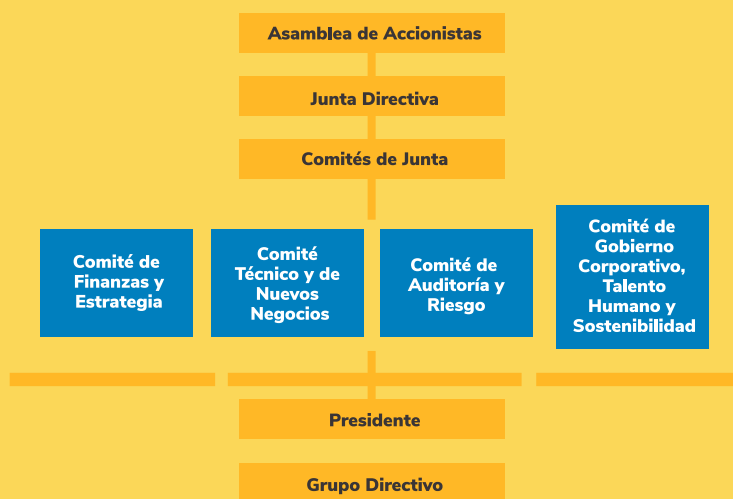 Asamblea de Accionistas
Junta Directiva
Comités de Junta
Comité de
Finanzas y
Estrategia
Comité
Técnico y de
Nuevos
Negocios
Comité de
Auditoría y
Riesgo
Comité de
Gobierno
Corporativo,
Talento
Humano y
Sostenibilidad
Presidente
Grupo Directivo